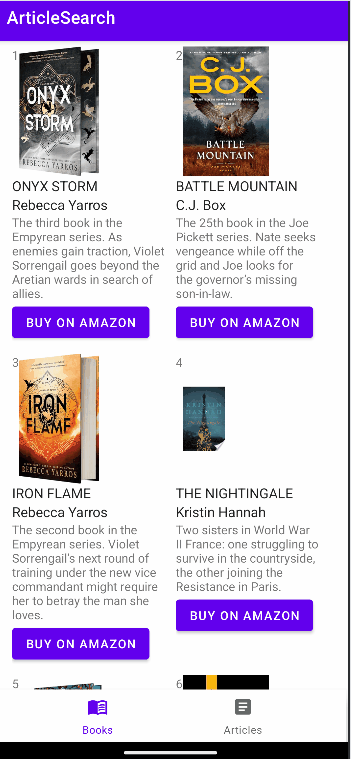 ArticleSearch
1
ONYX
STORM
REBECCA YARROS
ONYX STORM
Rebecca Yarros
The third book in the
Empyrean series. As
enemies gain traction, Violet
Sorrengail goes beyond the
Aretian wards in search of
allies.
BUY ON AMAZON
2
C.J.
BOX
BATTLE
MOUNTAIN
BATTLE MOUNTAIN
C.J. Box
The 25th book in the Joe
Pickett series. Nate seeks
vengeance while off the
grid and Joe looks for
the governor's missing
son-in-law.
BUY ON AMAZON
3
IRON
FLAME
REBECCA YARROS
IRON FLAME
Rebecca Yarros
The second book in the
Empyrean series. Violet
Sorrengail's next round of
training under the new vice
commandant might require
her to betray the man she
loves.
BUY ON AMAZON
4
KRISTIN
HANNAH
THE NIGHTINGALE
Kristin Hannah
Two sisters in World War
II France: one struggling to
survive in the countryside,
the other joining the
Resistance in Paris.
BUY ON AMAZON
5
6
Books
Articles